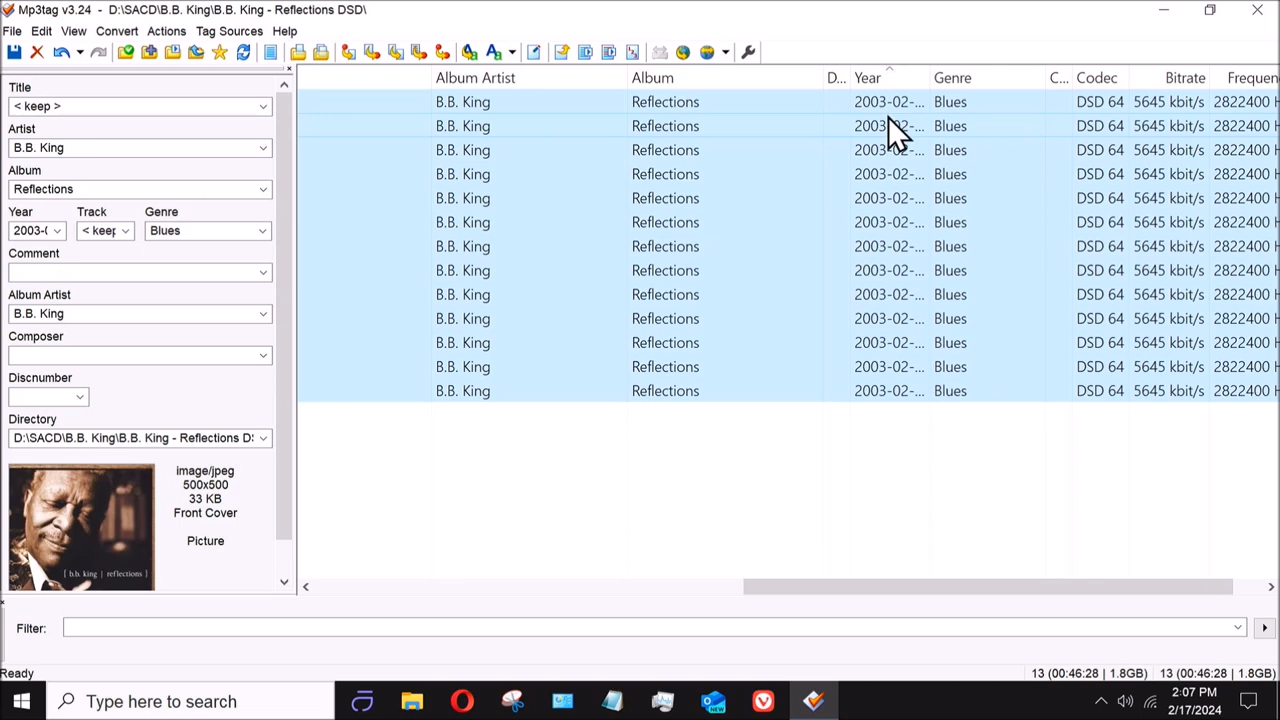 Mp3tag v3.24 - D:\SACD\B.B. King\B.B. King - Reflections DSD\
File Edit View Convert Actions Tag Sources Help
Title
< keep >
Artist
B.B. King
Album
Reflections
Year Track Genre
2003-( < keep Blues
Comment
Album Artist
B.B. King
Composer
Discnumber
Directory
D:\SACD\B.B. King\B.B. King - Reflections D:
image/jpeg
500x500
33 KB
Front Cover
Picture
[ b.b. king | reflections ]
Album Artist Album D... Year Genre C... Codec Bitrate Frequen
B.B. King Reflections 2003-02-... Blues DSD 64 5645 kbit/s 2822400 H
B.B. King Reflections 2003-02-... Blues DSD 64 5645 kbit/s 2822400 H
B.B. King Reflections 2003-02-... Blues DSD 64 5645 kbit/s 2822400 H
B.B. King Reflections 2003-02-... Blues DSD 64 5645 kbit/s 2822400 H
B.B. King Reflections 2003-02-... Blues DSD 64 5645 kbit/s 2822400 H
B.B. King Reflections 2003-02-... Blues DSD 64 5645 kbit/s 2822400 H
B.B. King Reflections 2003-02-... Blues DSD 64 5645 kbit/s 2822400 H
B.B. King Reflections 2003-02-... Blues DSD 64 5645 kbit/s 2822400 H
B.B. King Reflections 2003-02-... Blues DSD 64 5645 kbit/s 2822400 H
B.B. King Reflections 2003-02-... Blues DSD 64 5645 kbit/s 2822400 H
B.B. King Reflections 2003-02-... Blues DSD 64 5645 kbit/s 2822400 H
B.B. King Reflections 2003-02-... Blues DSD 64 5645 kbit/s 2822400 H
B.B. King Reflections 2003-02-... Blues DSD 64 5645 kbit/s 2822400 H
Filter:
Ready 13 (00:46:28 | 1.8GB) 13 (00:46:28 | 1.8GB)
Type here to search
NEW
2:07 PM
2/17/2024